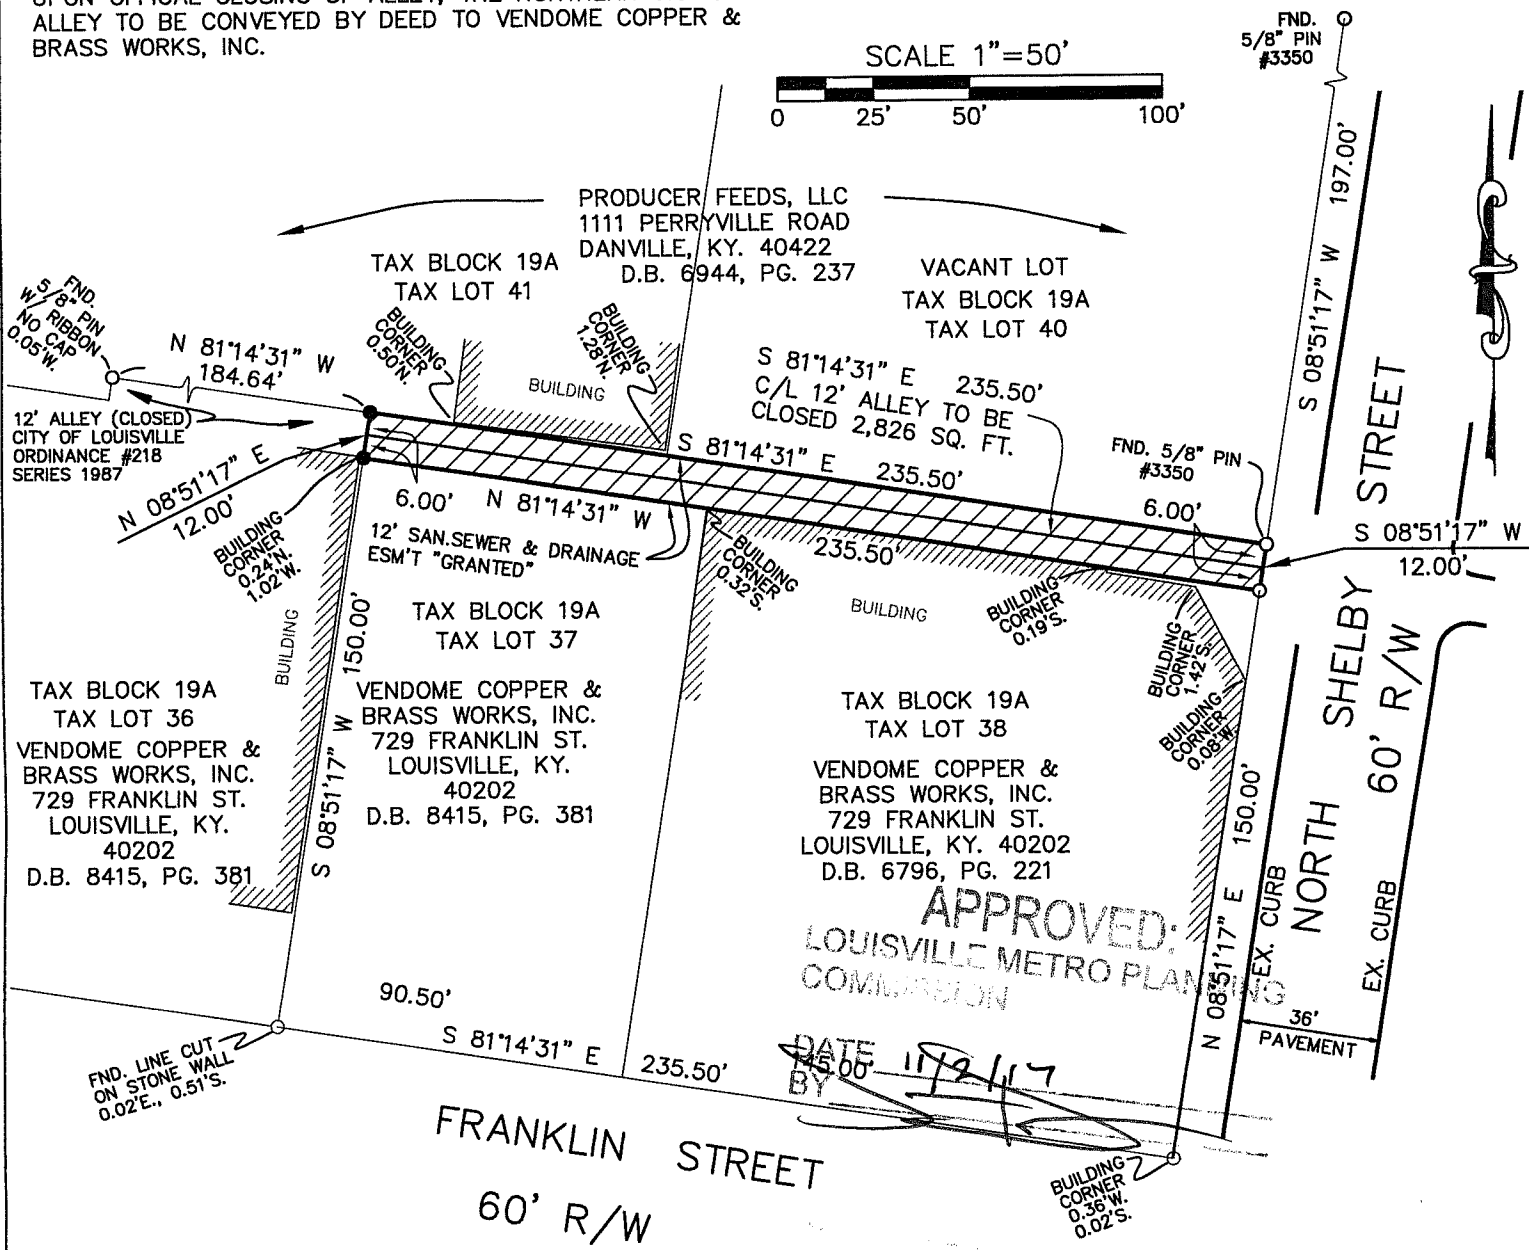 ALLEY TO BE CONVEYED BY DEED TO VENDOME COPPER &
BRASS WORKS, INC.
SCALE 1"=50'
0 25' 50' 100'
FND.
5/8" PIN
#3350
S 08°51'17" W 197.00'
PRODUCER FEEDS, LLC
1111 PERRYVILLE ROAD
DANVILLE, KY. 40422
D.B. 6944, PG. 237
TAX BLOCK 19A
TAX LOT 41
VACANT LOT
TAX BLOCK 19A
TAX LOT 40
FND.
5/8" PIN
W/ RIBBON
NO CAP
0.05'W.
N 81°14'31" W
184.64'
BUILDING
CORNER
0.50'N.
BUILDING
CORNER
1.28'N.
BUILDING
S 81°14'31" E 235.50'
C/L 12' ALLEY TO BE
CLOSED 2,826 SQ. FT.
12' ALLEY (CLOSED)
CITY OF LOUISVILLE
ORDINANCE #218
SERIES 1987
N 08°51'17" E
12.00'
S 81°14'31" E 235.50'
FND. 5/8" PIN
#3350
6.00'
6.00' N 81°14'31" W
235.50'
12' SAN.SEWER & DRAINAGE
ESM'T "GRANTED"
S 08°51'17" W
12.00'
BUILDING
CORNER
0.24'N.
1.02'W.
BUILDING
BUILDING
CORNER
0.32'S.
BUILDING
BUILDING
CORNER
0.19'S.
BUILDING
CORNER
1.42'S.
BUILDING
CORNER
0.08'W.
TAX BLOCK 19A
TAX LOT 37
VENDOME COPPER &
BRASS WORKS, INC.
729 FRANKLIN ST.
LOUISVILLE, KY.
40202
D.B. 8415, PG. 381
S 08°51'17" W 150.00'
TAX BLOCK 19A
TAX LOT 36
VENDOME COPPER &
BRASS WORKS, INC.
729 FRANKLIN ST.
LOUISVILLE, KY.
40202
D.B. 8415, PG. 381
TAX BLOCK 19A
TAX LOT 38
VENDOME COPPER &
BRASS WORKS, INC.
729 FRANKLIN ST.
LOUISVILLE, KY. 40202
D.B. 6796, PG. 221
APPROVED:
LOUISVILLE METRO PLANNING
COMMISSION
DATE 11/2/17
BY
145.00'
N 08°51'17" E 150.00'
EX. CURB
EX. CURB
NORTH SHELBY STREET
60' R/W
36'
PAVEMENT
90.50'
S 81°14'31" E 235.50'
FND. LINE CUT
ON STONE WALL
0.02'E., 0.51'S.
FRANKLIN STREET
60' R/W
BUILDING
CORNER
0.36'W.
0.02'S.